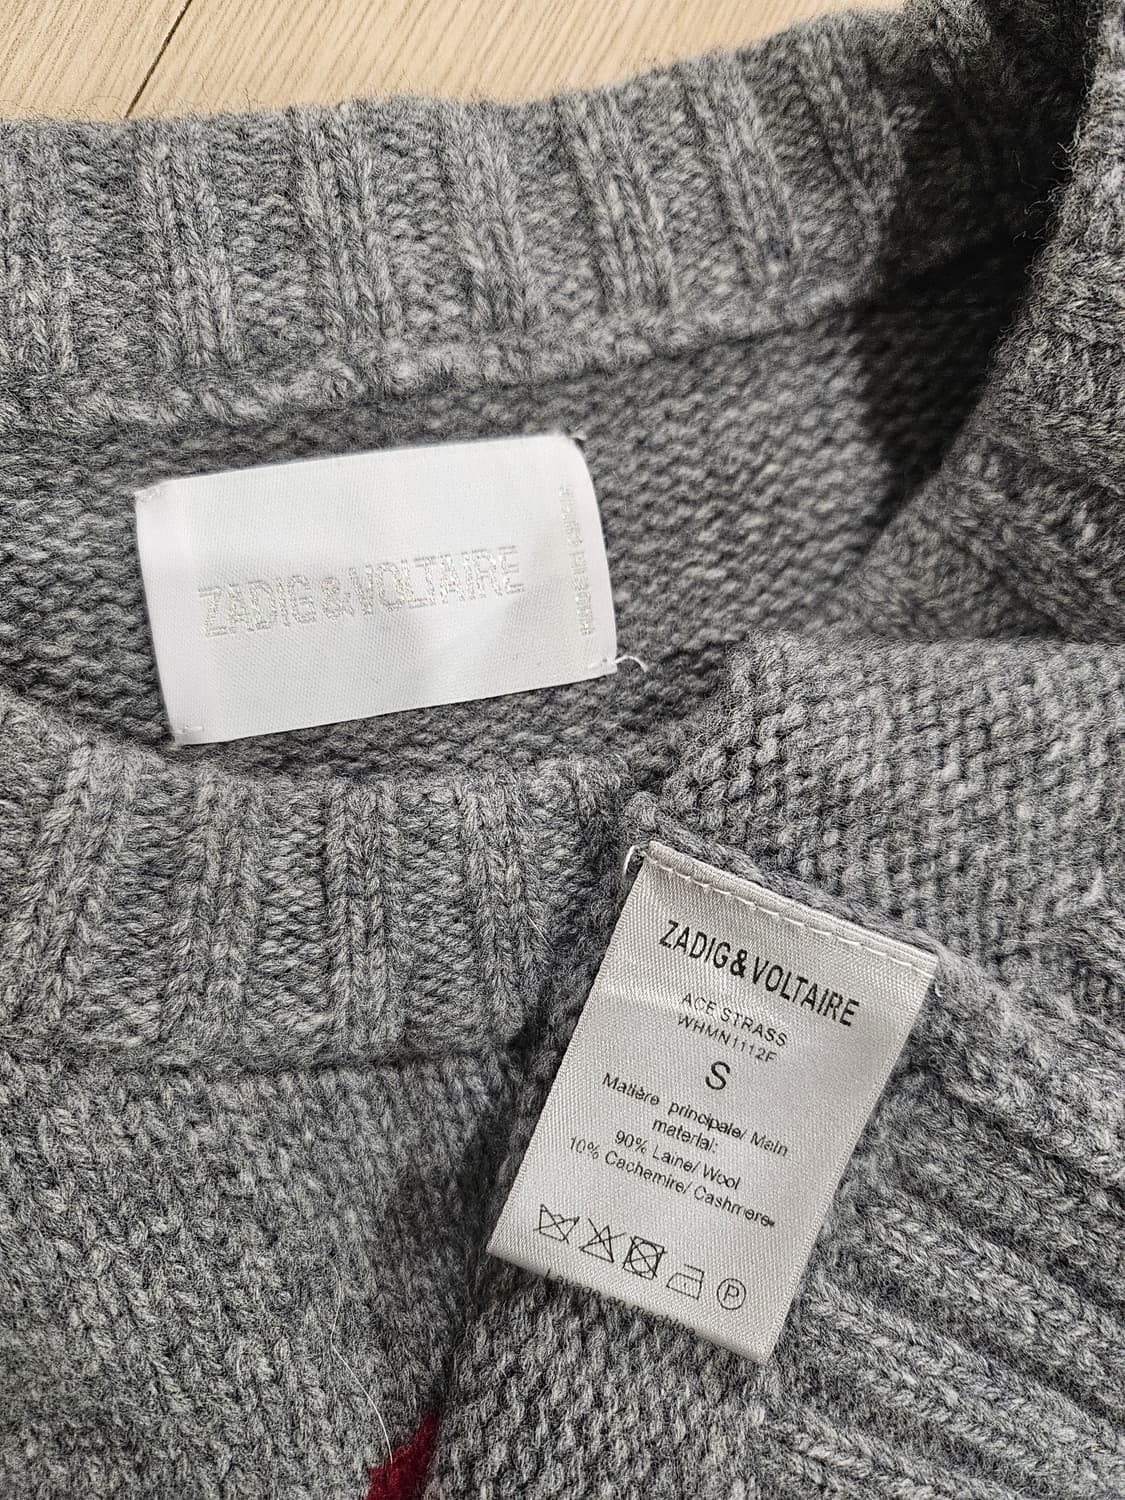 ZADIG&VOLTAIRE
ZADIG&VOLTAIRE
ACE STRASS
WHMN1112F
S
Matière principale/ Main
material:
90% Laine/ Wool
10% Cachemire/ Cashmere
P